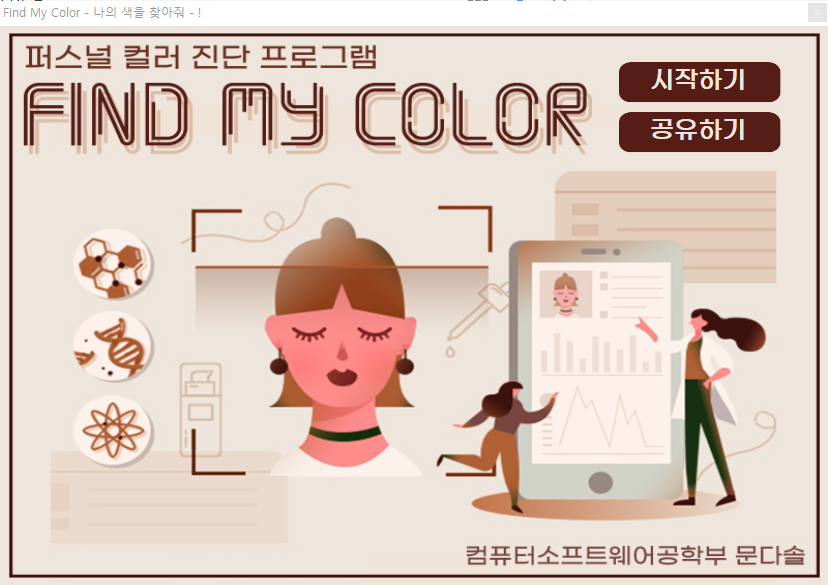 Find My Color - 나의 색을 찾아줘 - !
퍼스널 컬러 진단 프로그램
FIND MY COLOR
시작하기
공유하기
컴퓨터소프트웨어공학부 문다솔